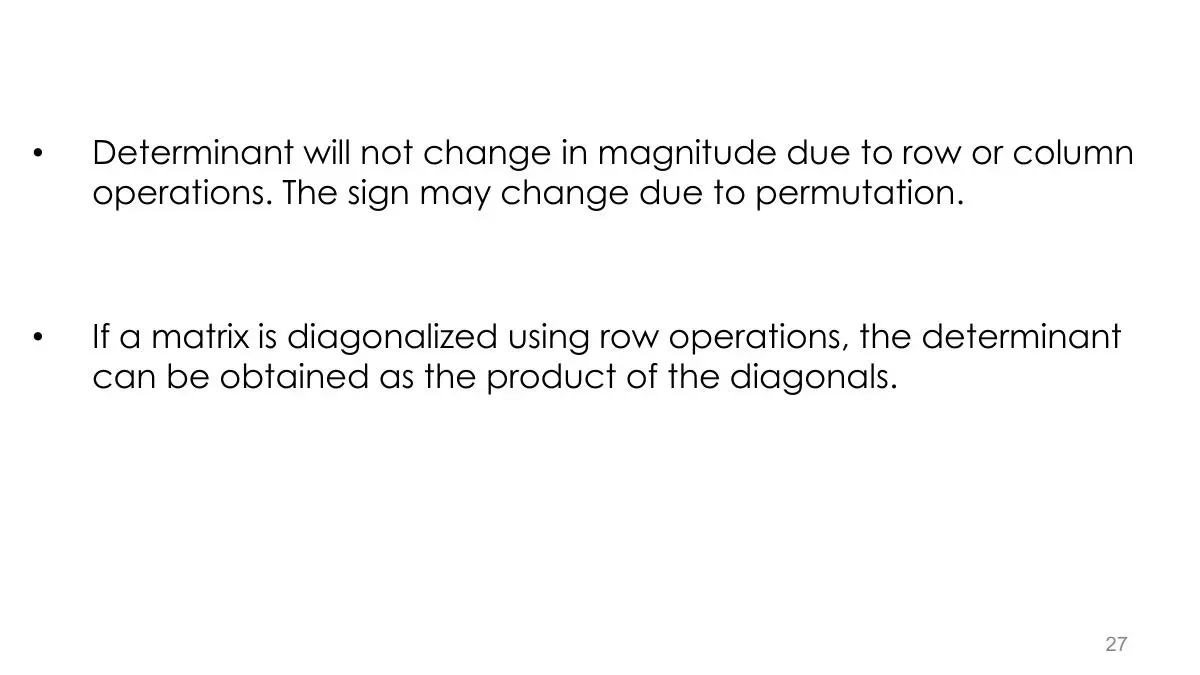 • Determinant will not change in magnitude due to row or column
operations. The sign may change due to permutation.
• If a matrix is diagonalized using row operations, the determinant
can be obtained as the product of the diagonals.
27